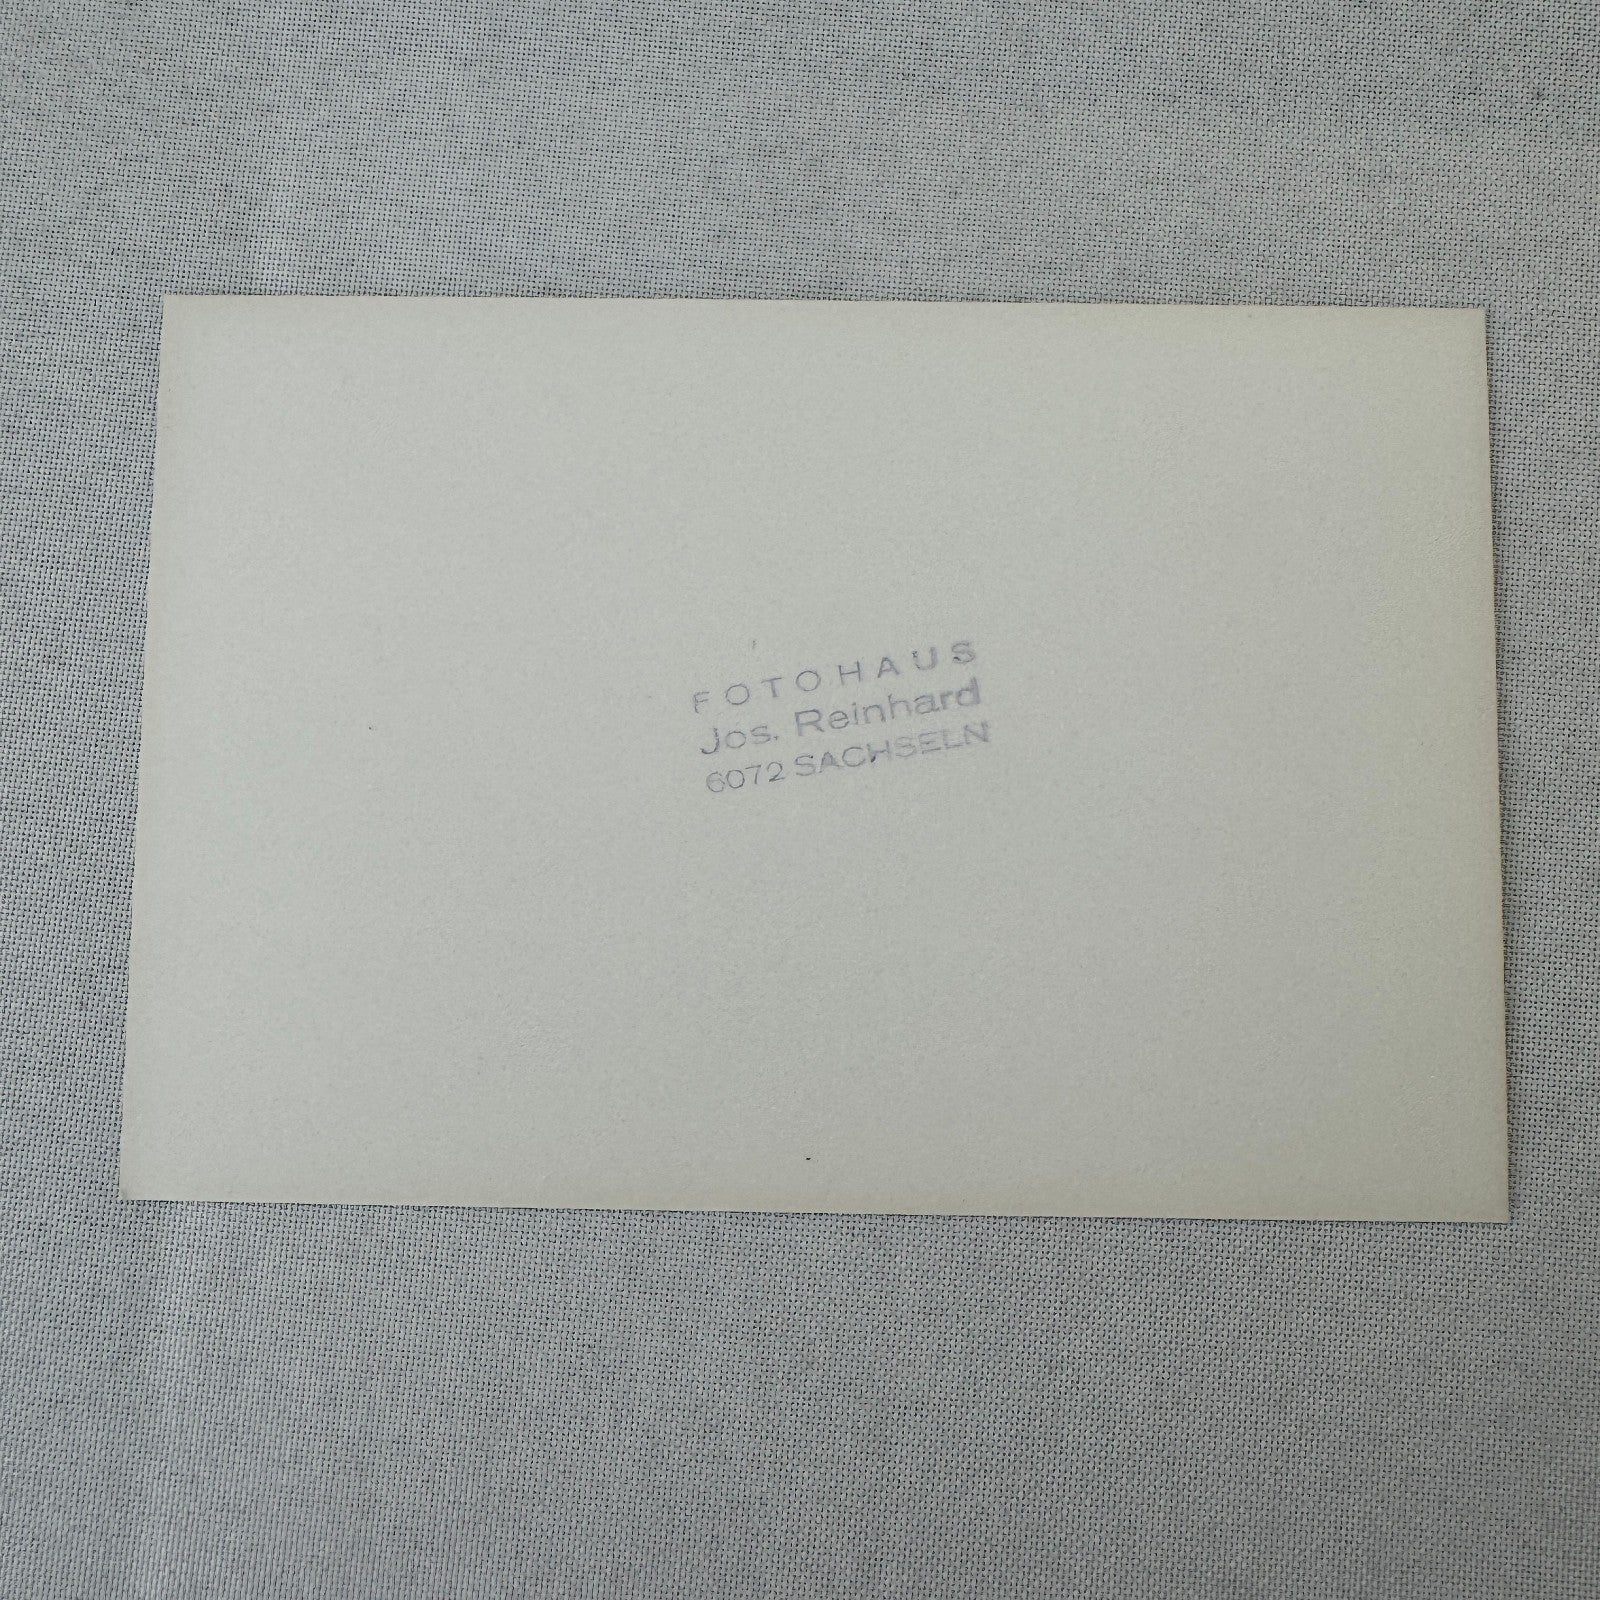 FOTOHAUS
Jos. Reinhard
6072 SACHSELN